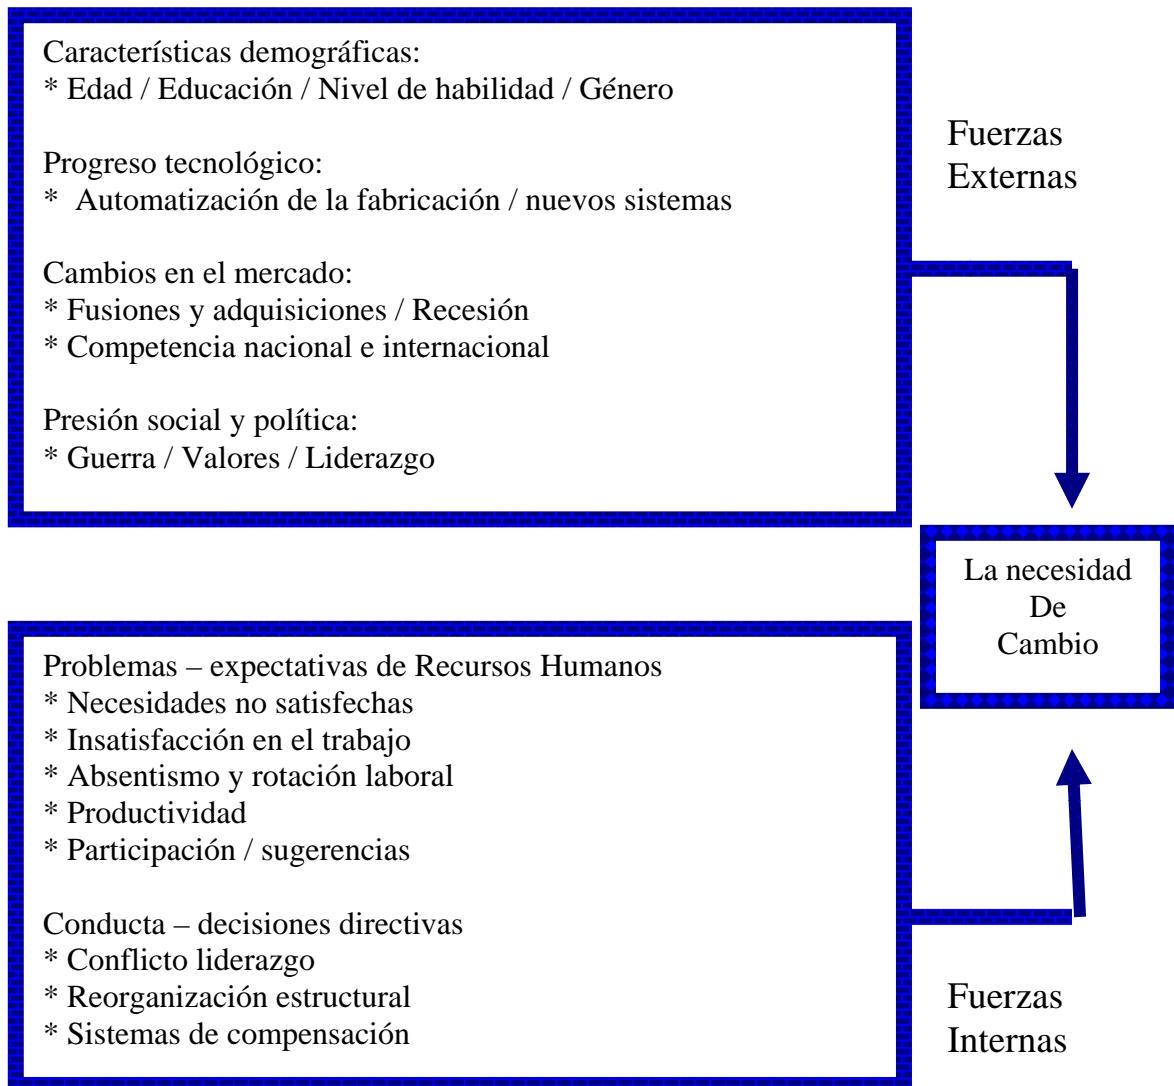 Características demográficas:
* Edad / Educación / Nivel de habilidad / Género
Progreso tecnológico:
*  Automatización de la fabricación / nuevos sistemas
Cambios en el mercado:
* Fusiones y adquisiciones / Recesión
* Competencia nacional e internacional
Presión social y política:
* Guerra / Valores / Liderazgo
Fuerzas
Externas
La necesidad
De
Cambio
Problemas – expectativas de Recursos Humanos
* Necesidades no satisfechas
* Insatisfacción en el trabajo
* Absentismo y rotación laboral
* Productividad
* Participación / sugerencias
Conducta – decisiones directivas
* Conflicto liderazgo
* Reorganización estructural
* Sistemas de compensación
Fuerzas
Internas